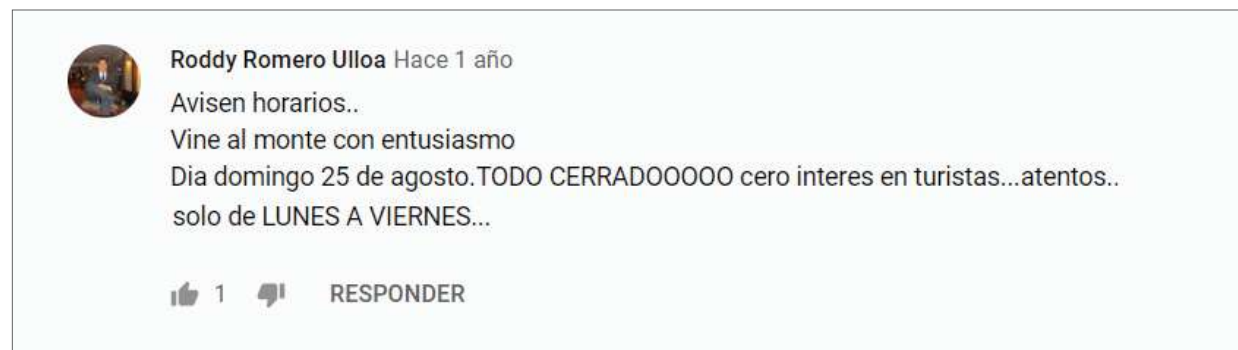 Roddy Romero Ulloa Hace 1 año
Avisen horarios..
Vine al monte con entusiasmo
Dia domingo 25 de agosto.TODO CERRADOOOOO cero interes en turistas...atentos..
solo de LUNES A VIERNES...
1 RESPONDER